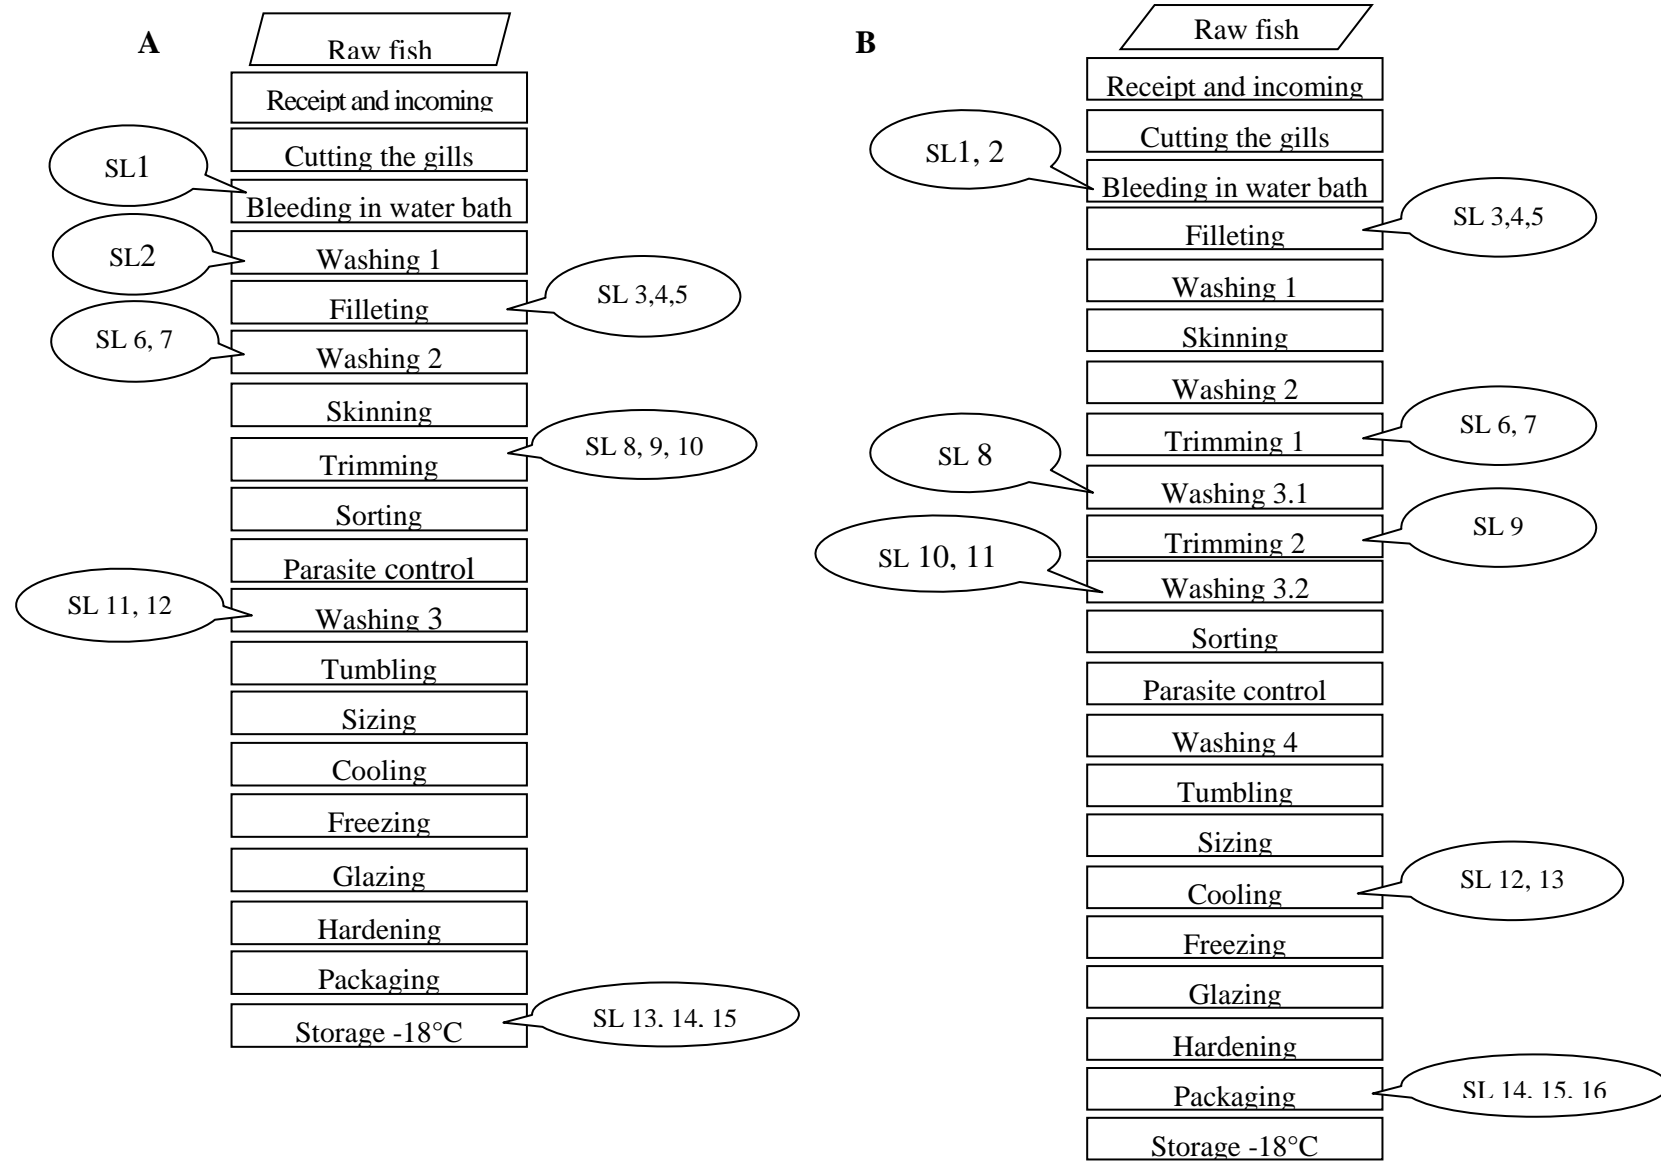 A
Raw fish
Receipt and incoming
Cutting the gills
SL1
Bleeding in water bath
SL2
Washing 1
Filleting
SL 3,4,5
SL 6, 7
Washing 2
Skinning
Trimming
SL 8, 9, 10
Sorting
Parasite control
SL 11, 12
Washing 3
Tumbling
Sizing
Cooling
Freezing
Glazing
Hardening
Packaging
Storage -18°C
SL 13, 14, 15
B
Raw fish
Receipt and incoming
Cutting the gills
SL1, 2
Bleeding in water bath
Filleting
SL 3,4,5
Washing 1
Skinning
Washing 2
Trimming 1
SL 6, 7
SL 8
Washing 3.1
Trimming 2
SL 9
SL 10, 11
Washing 3.2
Sorting
Parasite control
Washing 4
Tumbling
Sizing
Cooling
SL 12, 13
Freezing
Glazing
Hardening
Packaging
SL 14, 15, 16
Storage -18°C